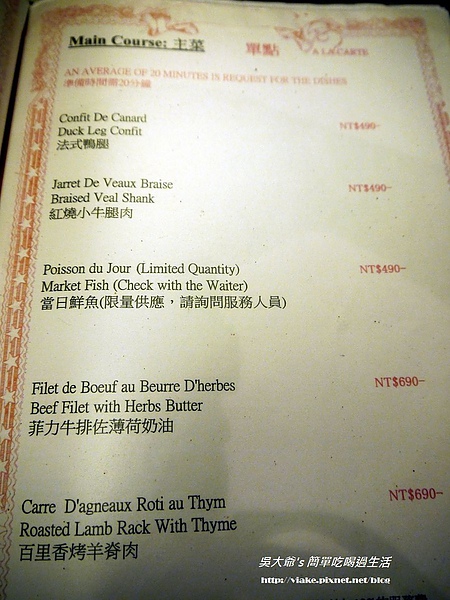 Main Course: 主菜
單點
A LA CARTE
AN AVERAGE OF 20 MINUTES IS REQUEST FOR THE DISHES
準備時間需20分鐘
Confit De Canard
NT$490-
Duck Leg Confit
法式鴨腿
Jarret De Veaux Braise
NT$490-
Braised Veal Shank
紅燒小牛腿肉
Poisson du Jour (Limited Quantity)
NT$490-
Market Fish (Check with the Waiter)
當日鮮魚(限量供應，請詢問服務人員)
Filet de Boeuf au Beurre D'herbes
NT$690-
Beef Filet with Herbs Butter
菲力牛排佐薄荷奶油
Carre D'agneaux Roti au Thym
NT$690-
Roasted Lamb Rack With Thyme
百里香烤羊脊肉
吳大爺's 簡單吃喝過生活
http://viake.pixnet.net/blog